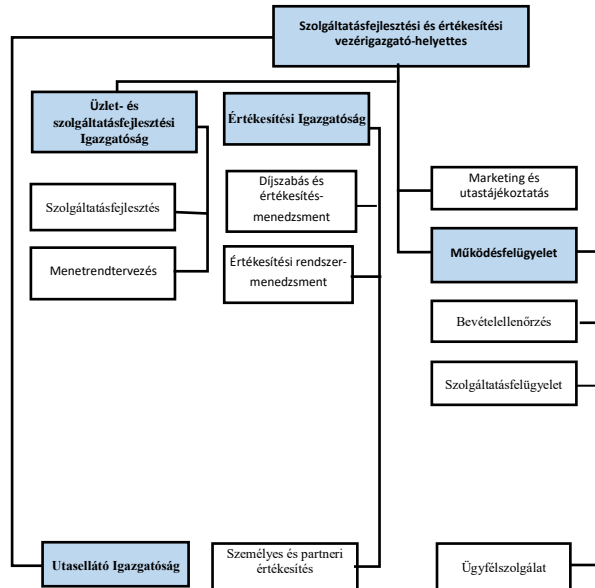 Szolgáltatásfejlesztési és értékesítési
vezérigazgató-helyettes
Üzlet- és
szolgáltatásfejlesztési
Igazgatóság
Értékesítési Igazgatóság
Szolgáltatásfejlesztés
Díjszabás és
értékesítés-
menedzsment
Marketing és
utastájékoztatás
Menetrendtervezés
Értékesítési rendszer-
menedzsment
Működésfelügyelet
Bevételellenőrzés
Szolgáltatásfelügyelet
Utasellátó Igazgatóság
Személyes és partneri
értékesítés
Ügyfélszolgálat